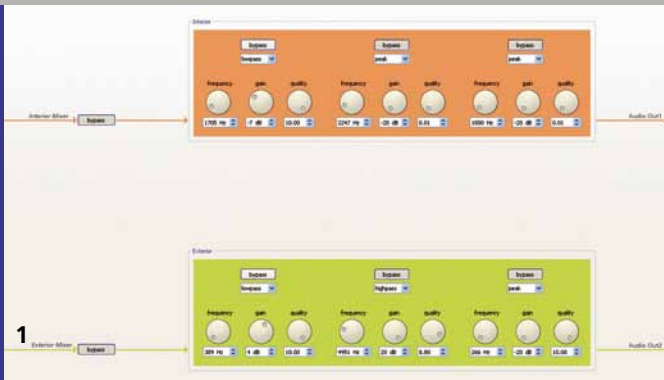 Interior
bypass bypass bypass
lowpass peak peak
frequency gain quality frequency gain quality frequency gain quality
1705 Hz -7 dB 10.00 2247 Hz -20 dB 0.01 1000 Hz -20 dB 0.01
Interior Mixer bypass Audio Out1
Exterior
bypass bypass bypass
lowpass highpass peak
frequency gain quality frequency gain quality frequency gain quality
389 Hz 4 dB 10.00 4951 Hz 20 dB 8.80 266 Hz -20 dB 10.00
1
Exterior Mixer bypass Audio Out2